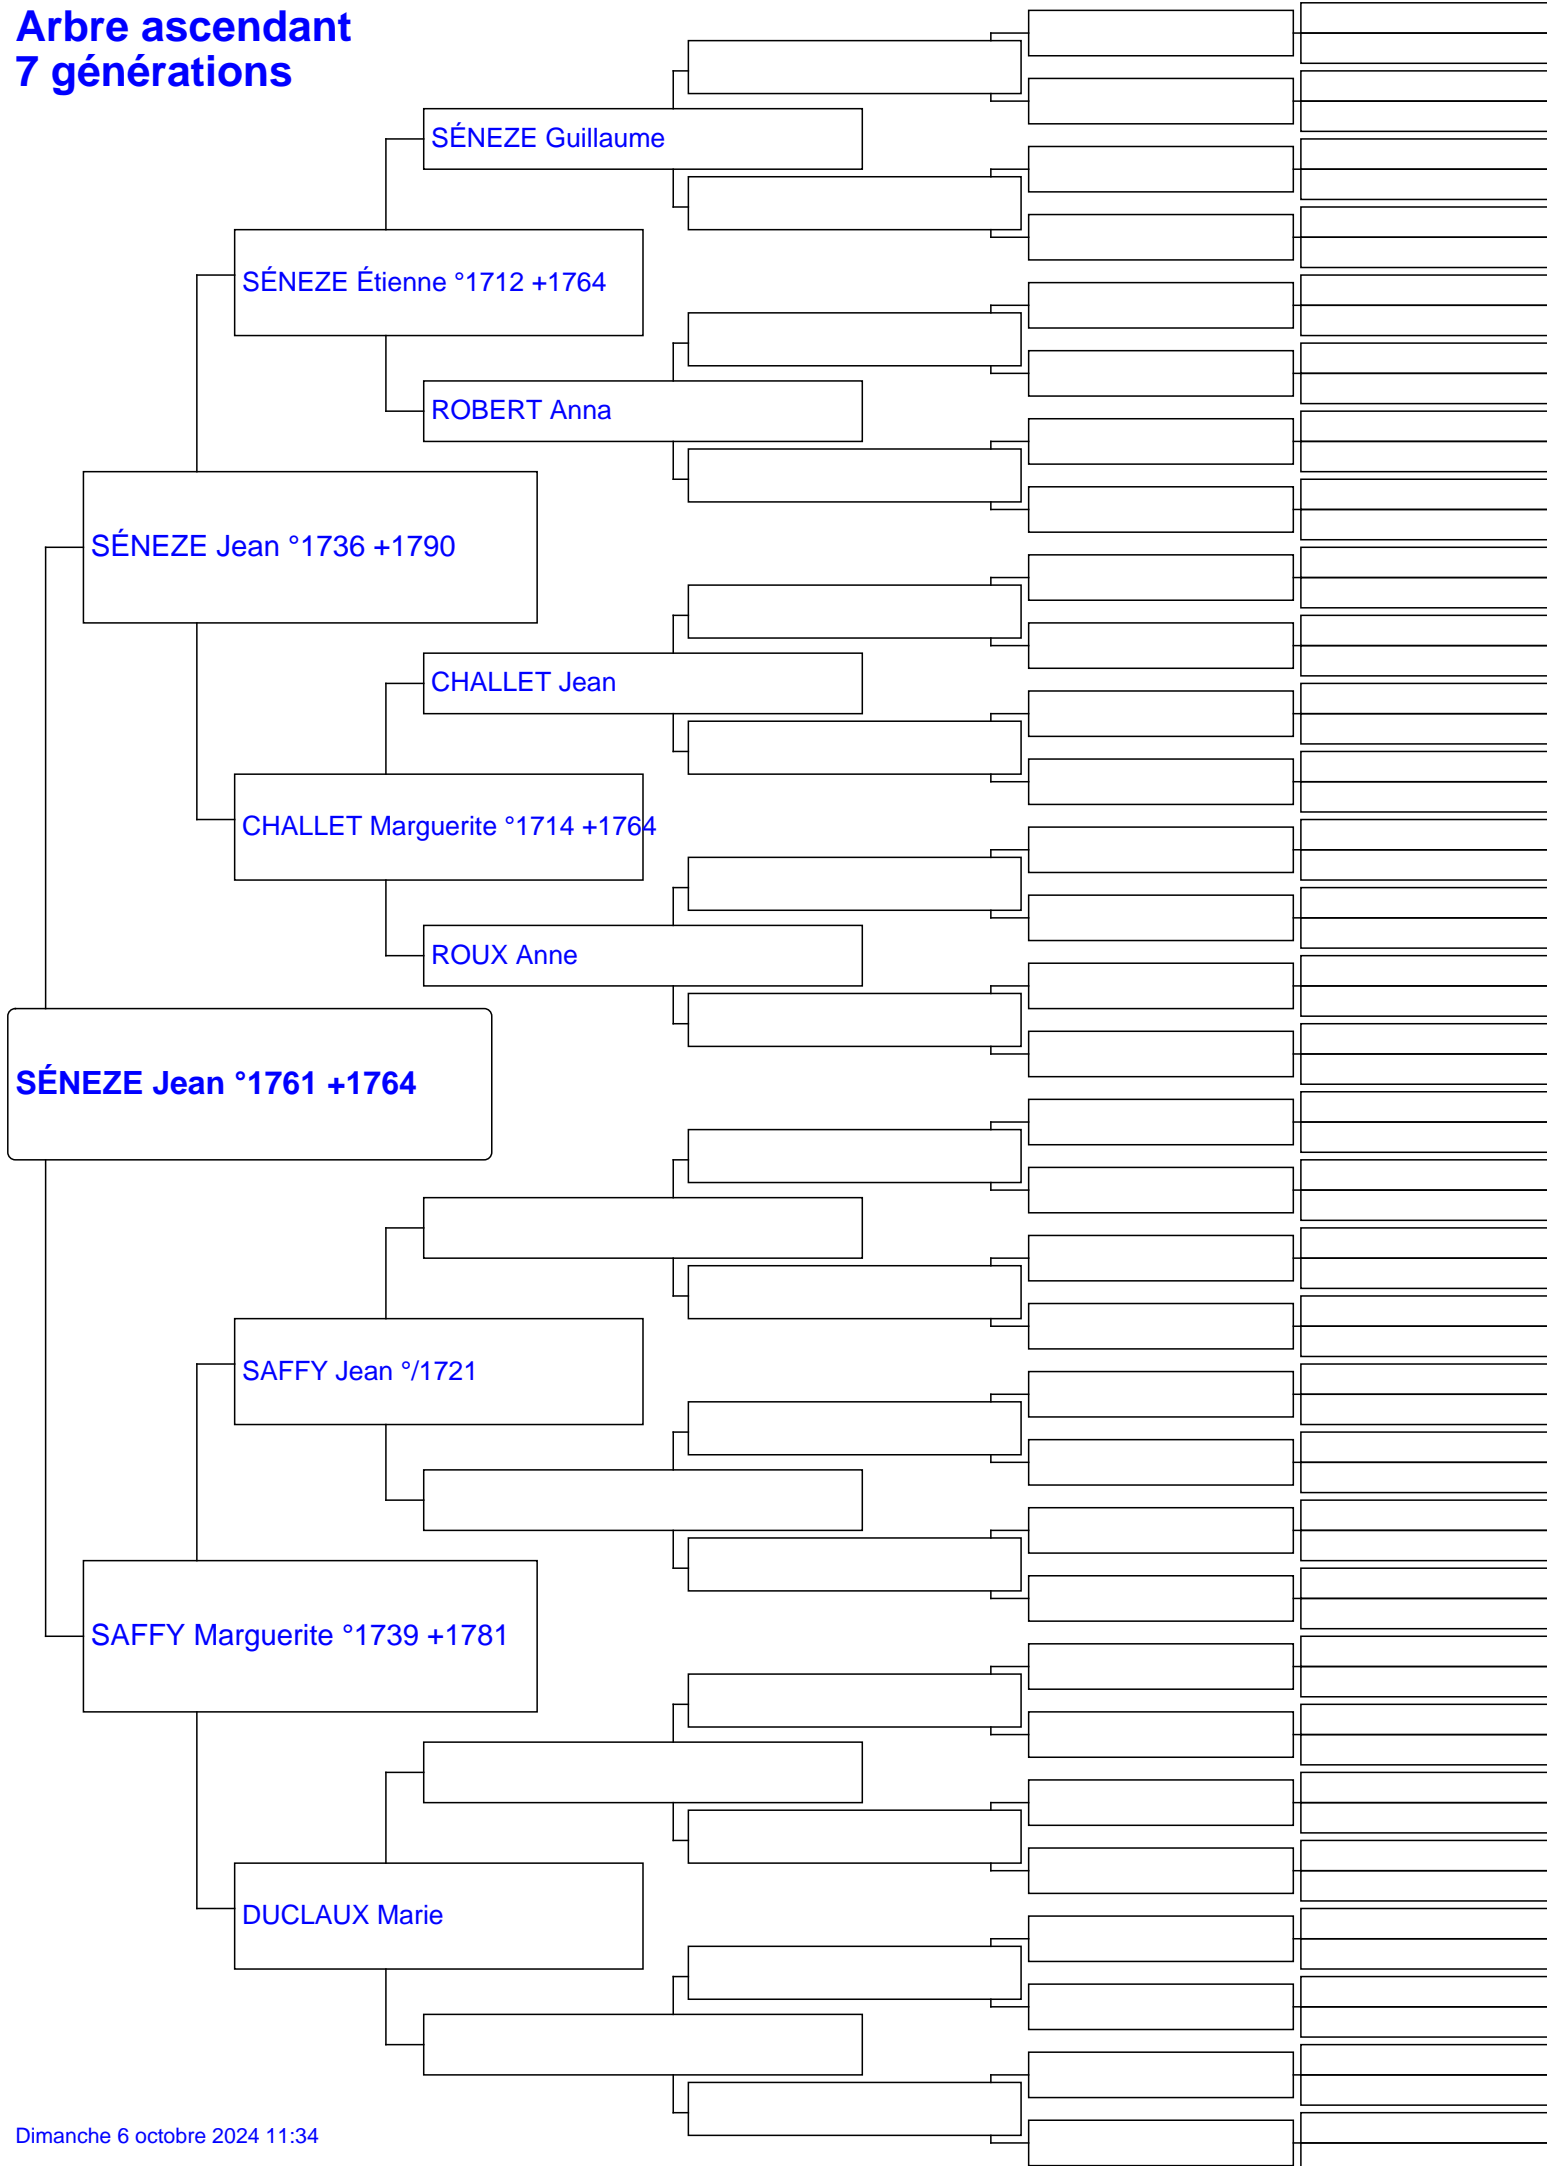 Arbre ascendant
7 générations
SÉNEZE Guillaume
SÉNEZE Étienne °1712 +1764
ROBERT Anna
SÉNEZE Jean °1736 +1790
CHALLET Jean
CHALLET Marguerite °1714 +1764
ROUX Anne
SÉNEZE Jean °1761 +1764
SAFFY Jean °/1721
SAFFY Marguerite °1739 +1781
DUCLAUX Marie
Dimanche 6 octobre 2024 11:34